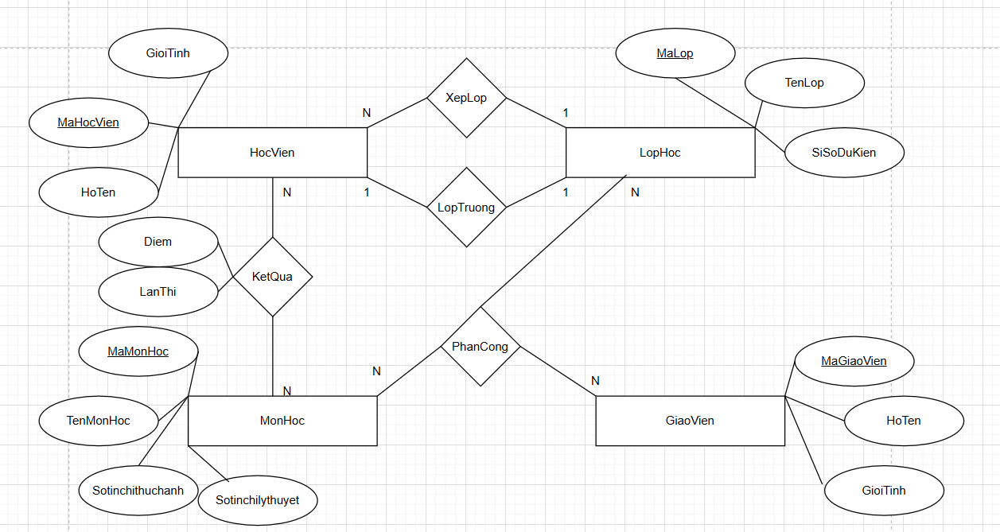 GioiTinh
MaLop
TenLop
XepLop
N
1
MaHocVien
HocVien
LopHoc
SiSoDuKien
HoTen
N
1
1
N
LopTruong
Diem
KetQua
LanThi
PhanCong
MaMonHoc
MaGiaoVien
N
N
N
TenMonHoc
MonHoc
GiaoVien
HoTen
Sotinchithuchanh
Sotinchilythuyet
GioiTinh